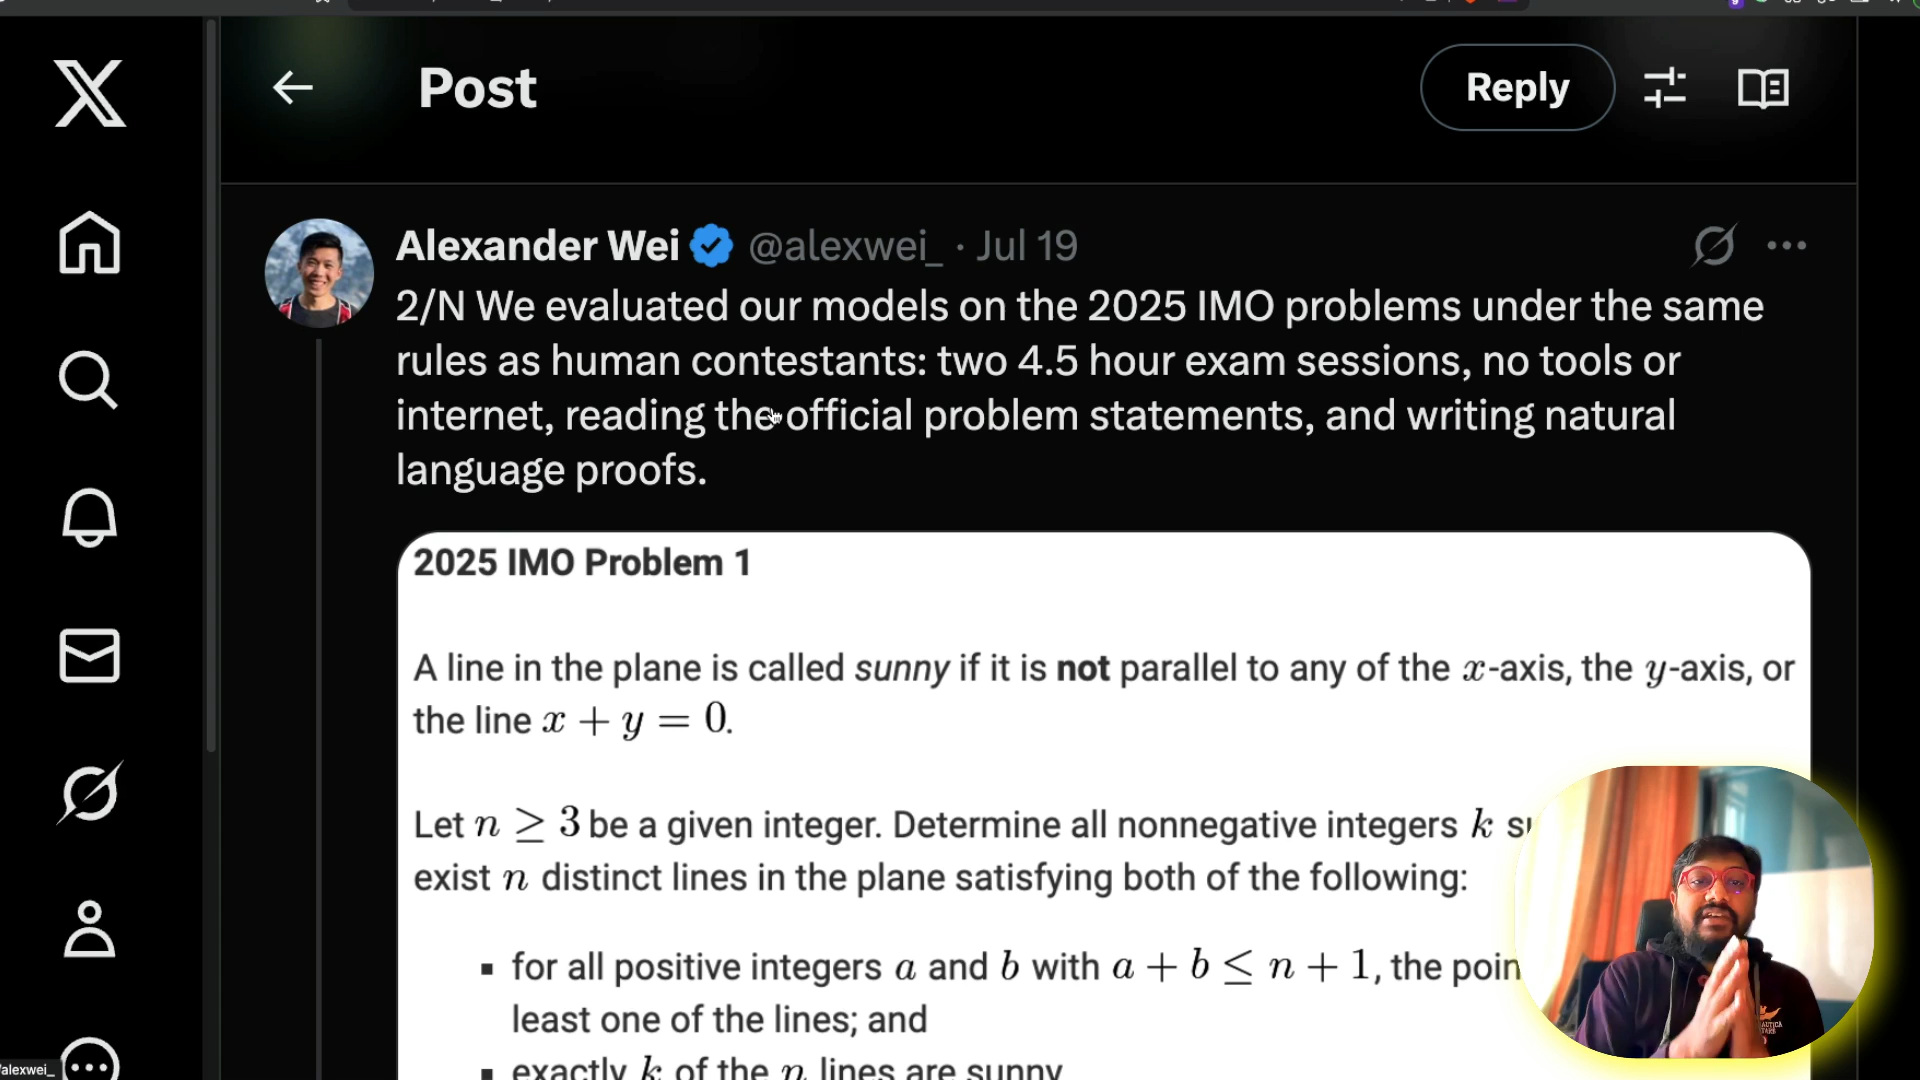 Post
Reply
Alexander Wei @alexwei_ · Jul 19
2/N We evaluated our models on the 2025 IMO problems under the same
rules as human contestants: two 4.5 hour exam sessions, no tools or
internet, reading the official problem statements, and writing natural
language proofs.
2025 IMO Problem 1
A line in the plane is called sunny if it is not parallel to any of the x-axis, the y-axis, or
the line x + y = 0.
Let n ≥ 3 be a given integer. Determine all nonnegative integers k
exist n distinct lines in the plane satisfying both of the following:
▪ for all positive integers a and b with a + b ≤ n + 1, the
least one of the lines; and
▪ exactly k of the n lines are sunny
alexwei_